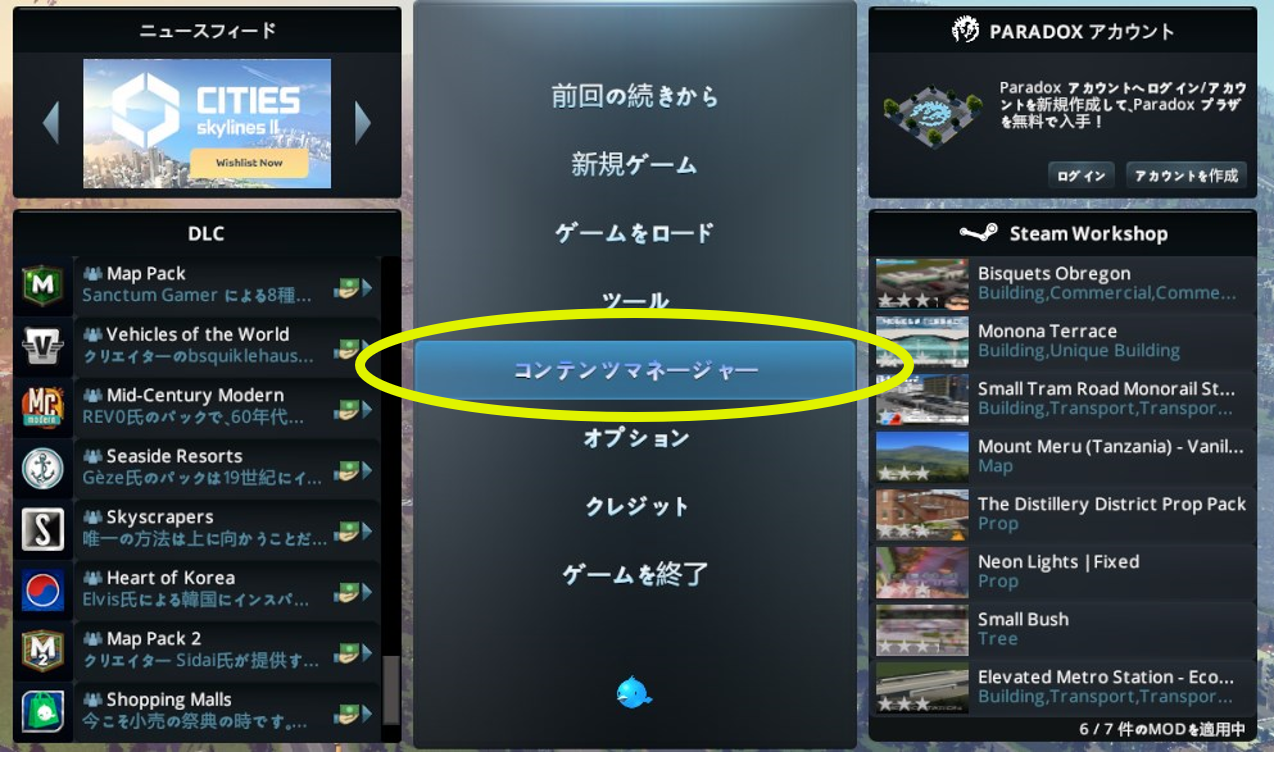 ニュースフィード
CITIES
skylines II
Wishlist Now
DLC
Map Pack
Sanctum Gamer による8種...
Vehicles of the World
クリエイターのbsquiklehaus...
Mid-Century Modern
REV0氏のパックで、60年代...
Seaside Resorts
Gèze氏のパックは19世紀にイ...
Skyscrapers
唯一の方法は上に向かうことだ...
Heart of Korea
Elvis氏による韓国にインスパ...
Map Pack 2
クリエイター Sidai氏が提供す...
Shopping Malls
今こそ小売の祭典の時です。...
前回の続きから
新規ゲーム
ゲームをロード
ツール
コンテンツマネージャー
オプション
クレジット
ゲームを終了
PARADOX アカウント
Paradox アカウントへログイン/アカウ
ントを新規作成して、Paradox プラザ
を無料で入手！
ログイン
アカウントを作成
Steam Workshop
Bisquets Obregon
Building,Commercial,Comme...
Monona Terrace
Building,Unique Building
Small Tram Road Monorail St...
Building,Transport,Transpor...
Mount Meru (Tanzania) - Vanil...
Map
The Distillery District Prop Pack
Prop
Neon Lights |Fixed
Prop
Small Bush
Tree
Elevated Metro Station - Eco...
Building,Transport,Transpor...
6 / 7 件のMODを適用中